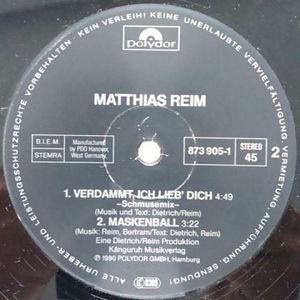 KEIN VERLEIH! KEINE UNERLAUBTE VERVIELFÄLTIGUNG, VERMIETUNG, AUFFÜHRUNG, SENDUNG!
ALLE URHEBER- UND LEISTUNGSSCHUTZRECHTE VORBEHALTEN
polydor
MATTHIAS REIM
B.I.E.M.
STEMRA
Manufactured
by PDO Hannover,
West Germany.
873 905-1
STEREO
45
2
1. VERDAMMT, ICH LIEB' DICH 4:49
–Schmusemix–
(Musik und Text: Dietrich/Reim)
2. MASKENBALL 3:22
(Musik: Reim, Bertram/Text: Dietrich, Reim)
Eine Dietrich/Reim Produktion
Känguruh Musikverlag
Ⓟ 1990 POLYDOR GMBH, Hamburg